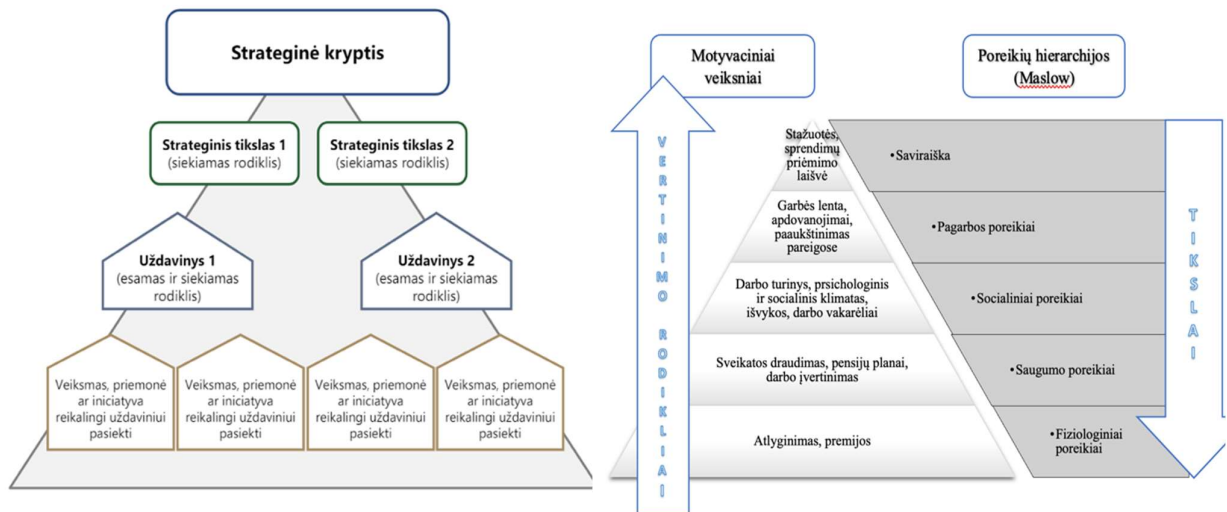 Strateginė kryptis
Strateginis tikslas 1
(siekiamas rodiklis)
Strateginis tikslas 2
(siekiamas rodiklis)
Uždavinys 1
(esamas ir siekiamas
rodiklis)
Uždavinys 2
(esamas ir siekiamas
rodiklis)
Veiksmas, priemonė
ar iniciatyva
reikalingi uždaviniui
pasiekti
Veiksmas, priemonė
ar iniciatyva
reikalingi uždaviniui
pasiekti
Veiksmas, priemonė
ar iniciatyva
reikalingi uždaviniui
pasiekti
Veiksmas, priemonė
ar iniciatyva
reikalingi uždaviniui
pasiekti
Motyvaciniai
veiksniai
Poreikių hierarchijos
(Maslow)
VERTINIMO RODIKLIAI
Stažuotės,
sprendimų
priėmimo
laisvė
Garbės lenta,
apdovanojimai,
paaukštinimas
pareigose
Darbo turinys, prsichologinis
ir socialinis klimatas,
išvykos, darbo vakarėliai
Sveikatos draudimas, pensijų planai,
darbo įvertinimas
Atlyginimas, premijos
•Saviraiška
•Pagarbos poreikiai
•Socialiniai poreikiai
•Saugumo poreikiai
•Fiziologiniai
poreikiai
TIKSLAI